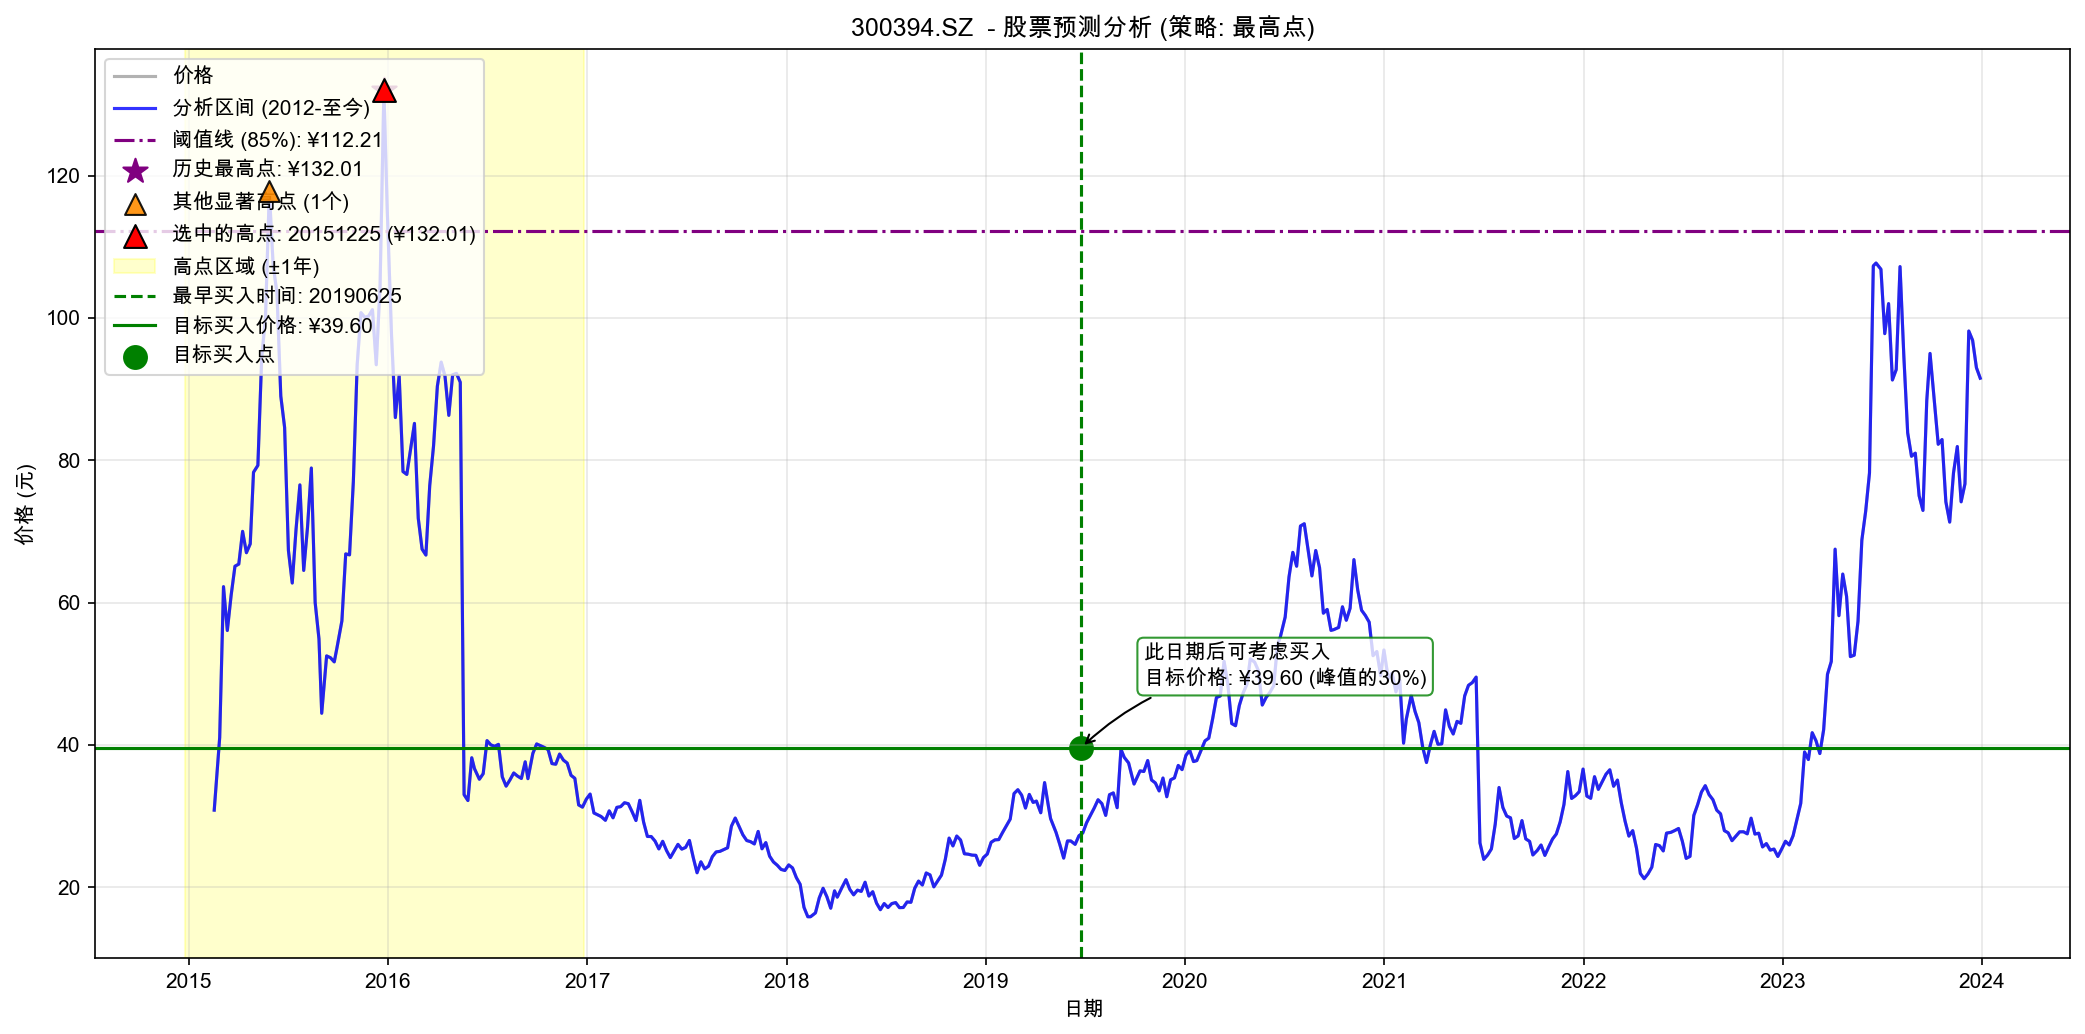 300394.SZ - 股票预测分析 (策略: 最高点)
价格
分析区间 (2012-至今)
阈值线 (85%): ¥112.21
历史最高点: ¥132.01
其他显著高点 (1个)
选中的高点: 20151225 (¥132.01)
高点区域 (±1年)
最早买入时间: 20190625
目标买入价格: ¥39.60
目标买入点
120
100
80
60
40
20
价格 (元)
此日期后可考虑买入
目标价格: ¥39.60 (峰值的30%)
2015 2016 2017 2018 2019 2020 2021 2022 2023 2024
日期